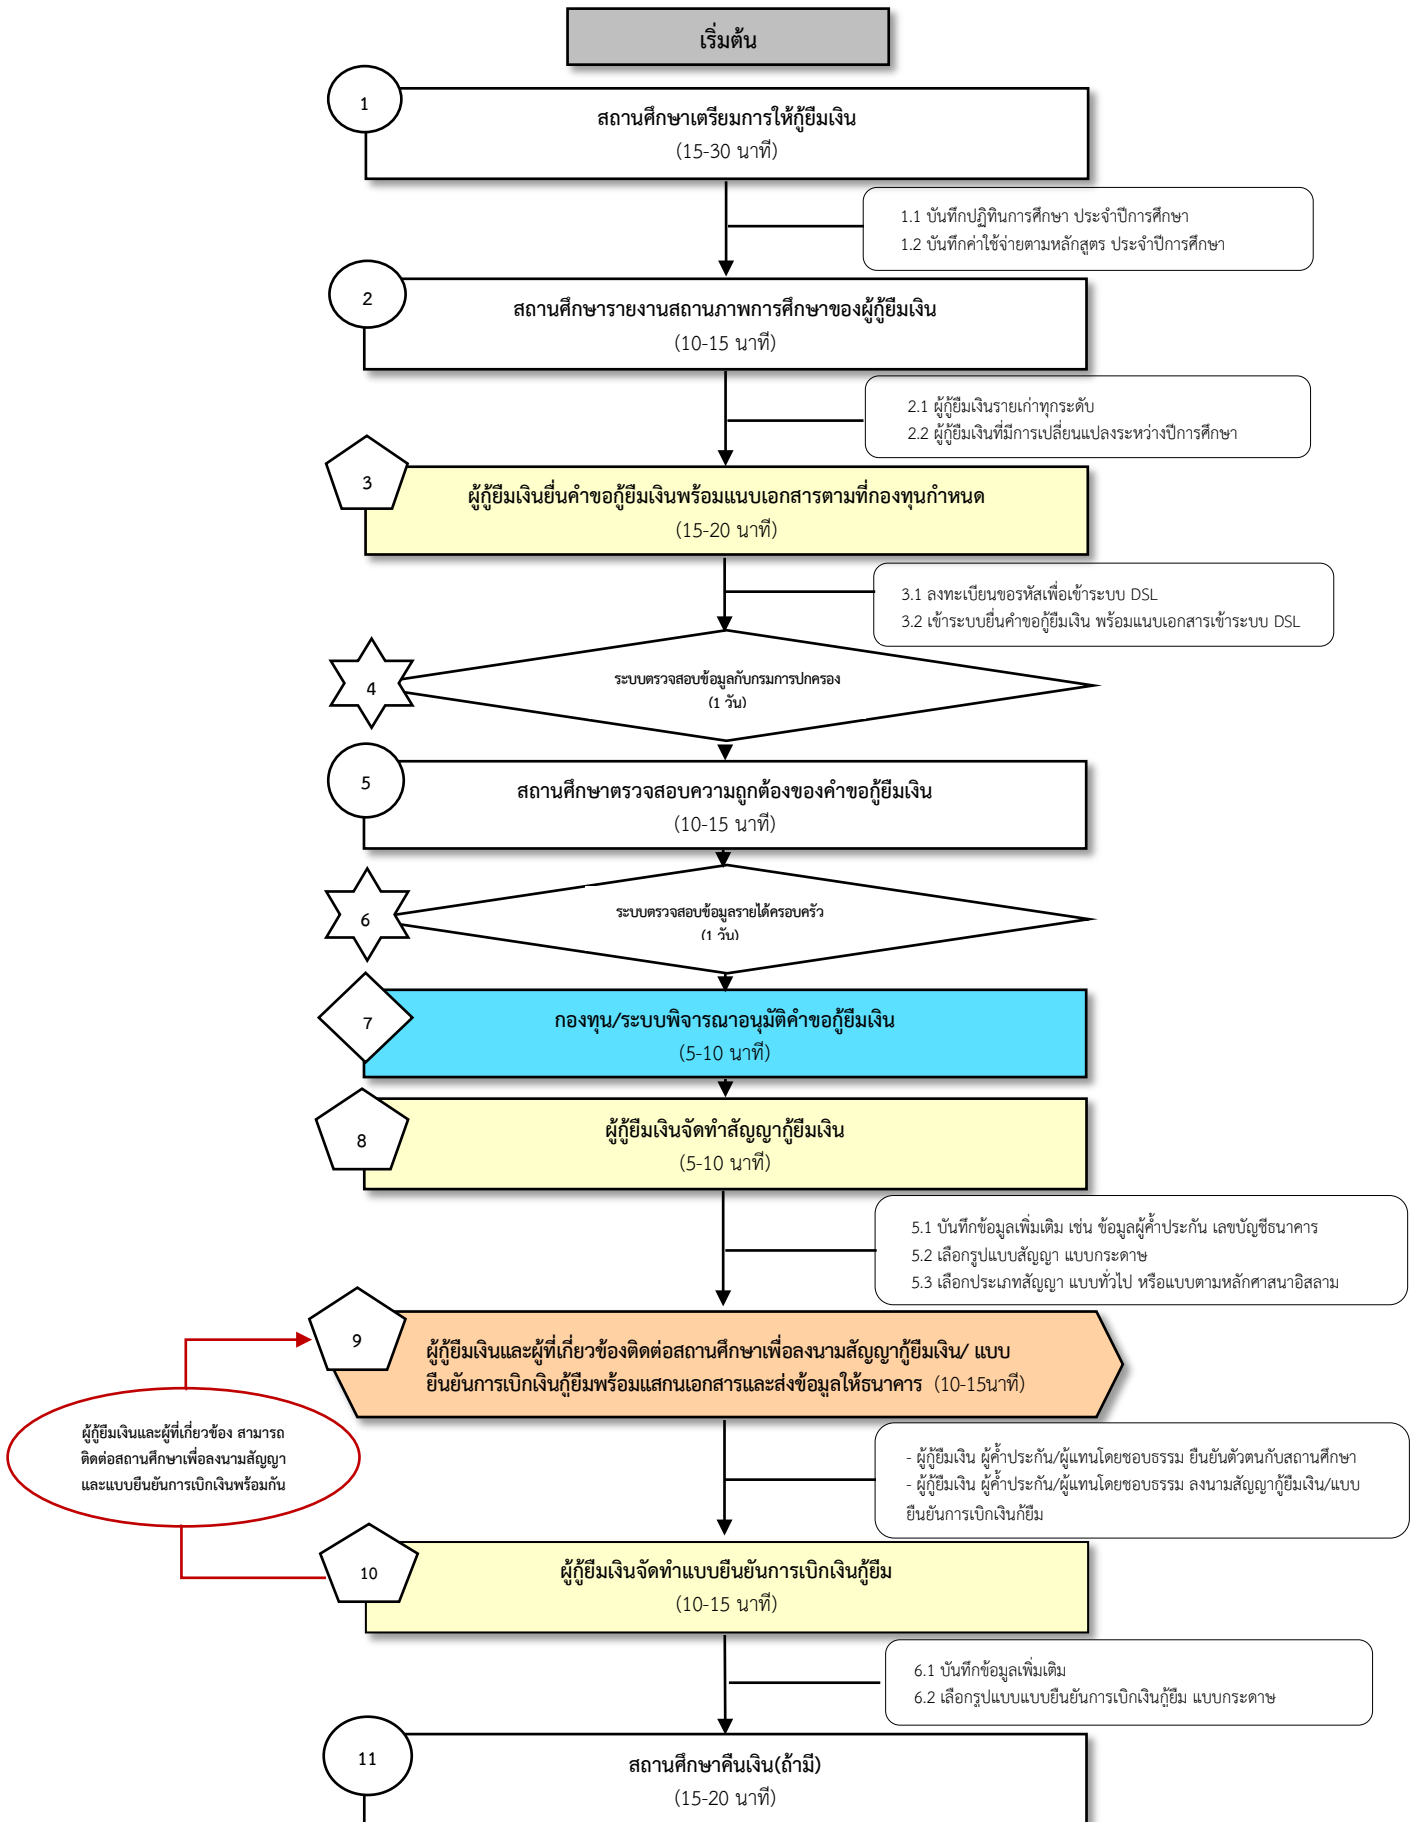 เริ่มต้น
1
สถานศึกษาเตรียมการให้กู้ยืมเงิน
(15-30 นาที)
1.1 บันทึกปฏิทินการศึกษา ประจำปีการศึกษา
1.2 บันทึกค่าใช้จ่ายตามหลักสูตร ประจำปีการศึกษา
2
สถานศึกษารายงานสถานภาพการศึกษาของผู้กู้ยืมเงิน
(10-15 นาที)
2.1 ผู้กู้ยืมเงินรายเก่าทุกระดับ
2.2 ผู้กู้ยืมเงินที่มีการเปลี่ยนแปลงระหว่างปีการศึกษา
3
ผู้กู้ยืมเงินยื่นคำขอกู้ยืมเงินพร้อมแนบเอกสารตามที่กองทุนกำหนด
(15-20 นาที)
3.1 ลงทะเบียนขอรหัสเพื่อเข้าระบบ DSL
3.2 เข้าระบบยื่นคำขอกู้ยืมเงิน พร้อมแนบเอกสารเข้าระบบ DSL
4
ระบบตรวจสอบข้อมูลกับกรมการปกครอง
(1 วัน)
5
สถานศึกษาตรวจสอบความถูกต้องของคำขอกู้ยืมเงิน
(10-15 นาที)
6
ระบบตรวจสอบข้อมูลรายได้ครอบครัว
(1 วัน)
7
กองทุน/ระบบพิจารณาอนุมัติคำขอกู้ยืมเงิน
(5-10 นาที)
8
ผู้กู้ยืมเงินจัดทำสัญญากู้ยืมเงิน
(5-10 นาที)
5.1 บันทึกข้อมูลเพิ่มเติม เช่น ข้อมูลผู้ค้ำประกัน เลขบัญชีธนาคาร
5.2 เลือกรูปแบบสัญญา แบบกระดาษ
5.3 เลือกประเภทสัญญา แบบทั่วไป หรือแบบตามหลักศาสนาอิสลาม
9
ผู้กู้ยืมเงินและผู้ที่เกี่ยวข้องติดต่อสถานศึกษาเพื่อลงนามสัญญากู้ยืมเงิน/ แบบ
ยืนยันการเบิกเงินกู้ยืมพร้อมแสกนเอกสารและส่งข้อมูลให้ธนาคาร (10-15นาที)
ผู้กู้ยืมเงินและผู้ที่เกี่ยวข้อง สามารถ
ติดต่อสถานศึกษาเพื่อลงนามสัญญา
และแบบยืนยันการเบิกเงินพร้อมกัน
- ผู้กู้ยืมเงิน ผู้ค้ำประกัน/ผู้แทนโดยชอบธรรม ยืนยันตัวตนกับสถานศึกษา
- ผู้กู้ยืมเงิน ผู้ค้ำประกัน/ผู้แทนโดยชอบธรรม ลงนามสัญญากู้ยืมเงิน/แบบ
ยืนยันการเบิกเงินกู้ยืม
10
ผู้กู้ยืมเงินจัดทำแบบยืนยันการเบิกเงินกู้ยืม
(10-15 นาที)
6.1 บันทึกข้อมูลเพิ่มเติม
6.2 เลือกรูปแบบแบบยืนยันการเบิกเงินกู้ยืม แบบกระดาษ
11
สถานศึกษาคืนเงิน(ถ้ามี)
(15-20 นาที)